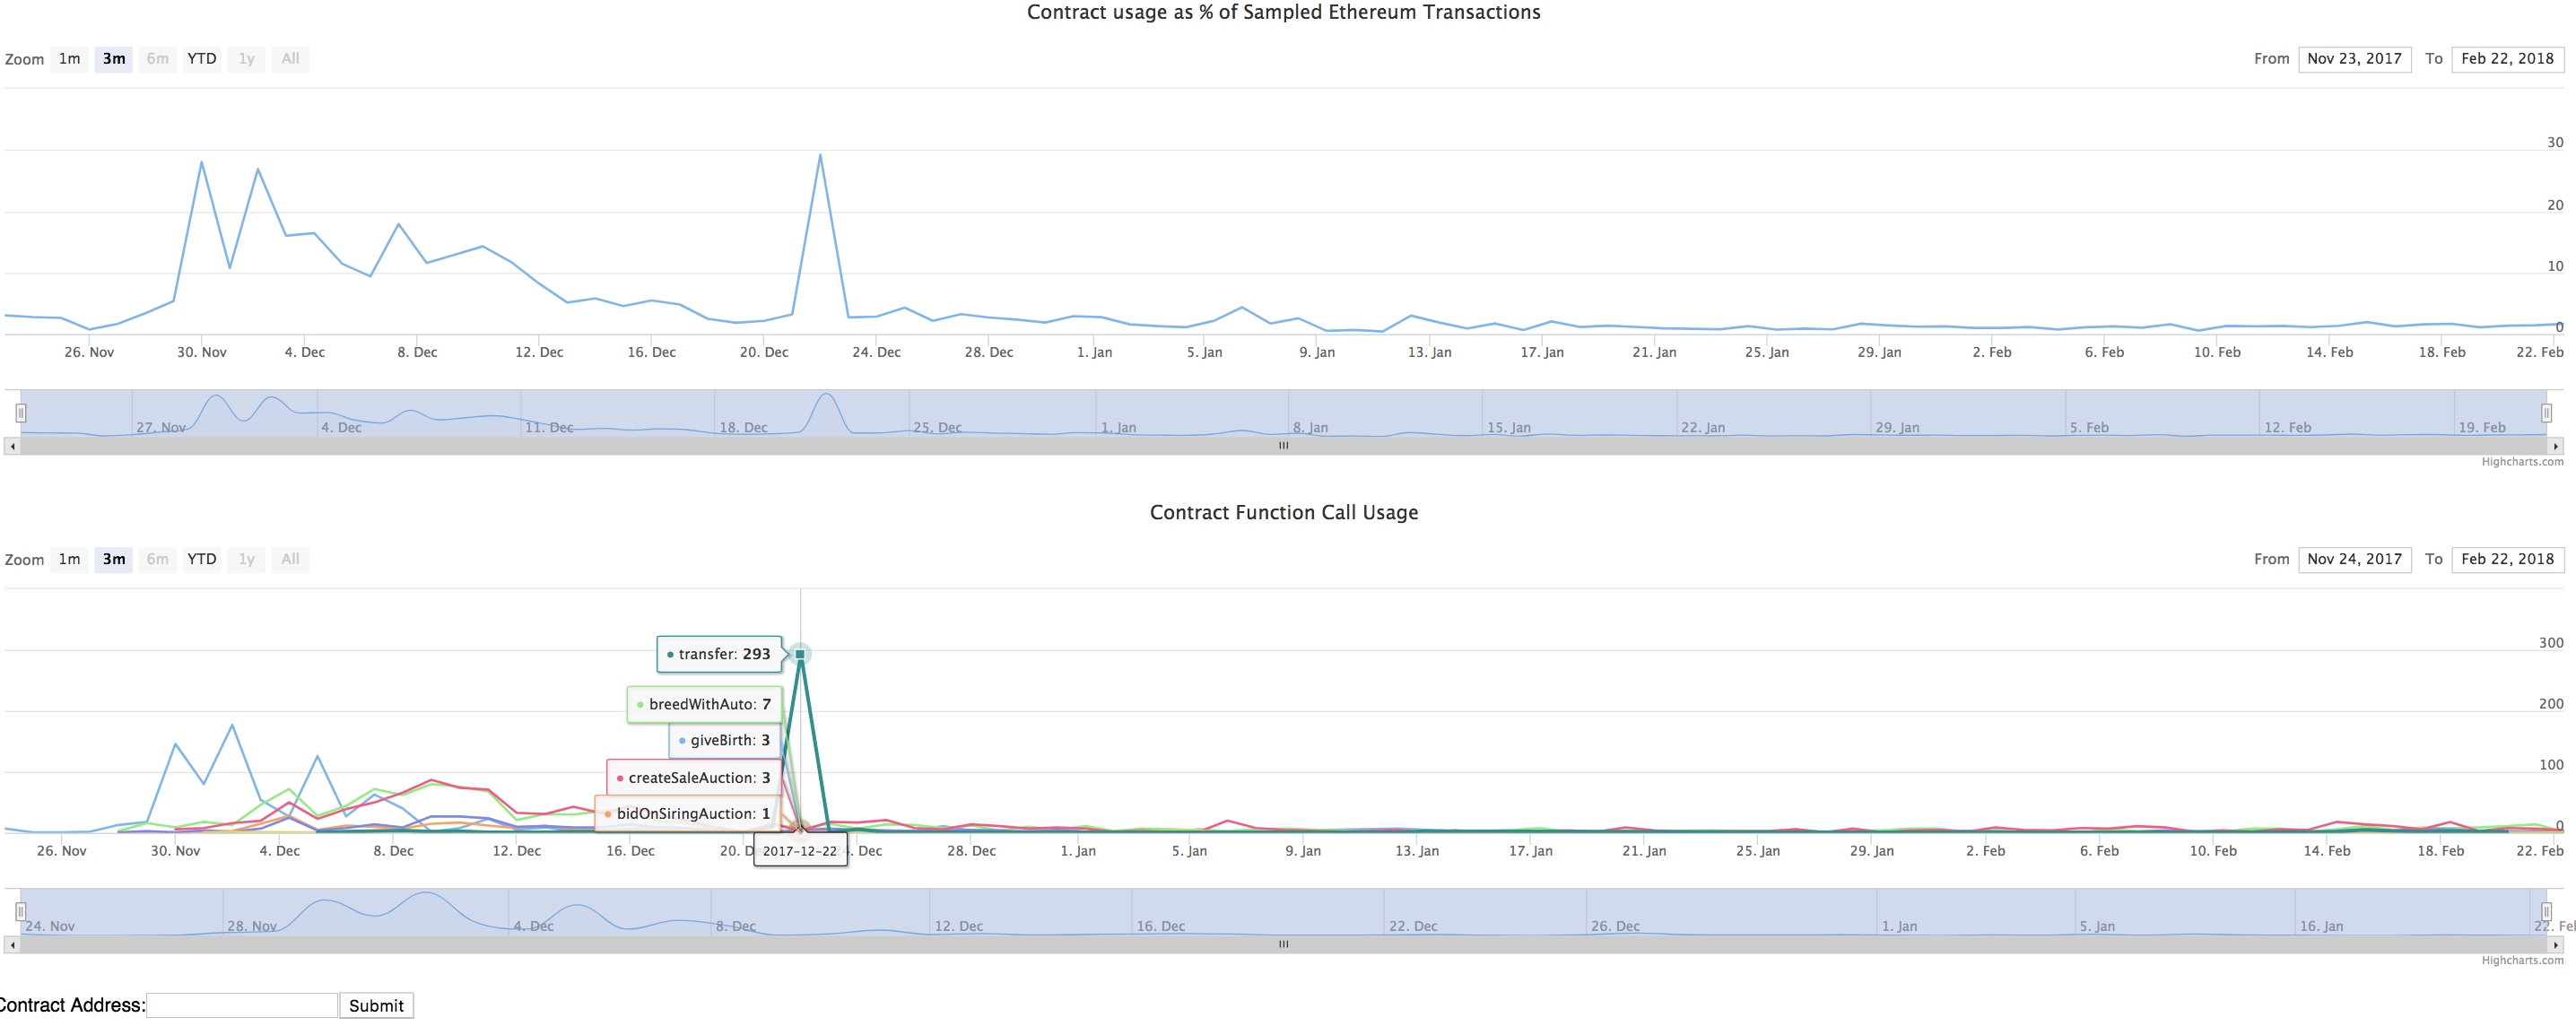 Contract usage as % of Sampled Ethereum Transactions
Zoom 1m 3m 6m YTD 1y All From Nov 23, 2017 To Feb 22, 2018
30
20
10
0
26. Nov 30. Nov 4. Dec 8. Dec 12. Dec 16. Dec 20. Dec 24. Dec 28. Dec 1. Jan 5. Jan 9. Jan 13. Jan 17. Jan 21. Jan 25. Jan 29. Jan 2. Feb 6. Feb 10. Feb 14. Feb 18. Feb 22. Feb
27. Nov 4. Dec 11. Dec 18. Dec 25. Dec 1. Jan 8. Jan 15. Jan 22. Jan 29. Jan 5. Feb 12. Feb 19. Feb
Highcharts.com
Contract Function Call Usage
Zoom 1m 3m 6m YTD 1y All From Nov 24, 2017 To Feb 22, 2018
300
transfer: 293
200
breedWithAuto: 7
giveBirth: 3
100
createSaleAuction: 3
bidOnSiringAuction: 1
0
26. Nov 30. Nov 4. Dec 8. Dec 12. Dec 16. Dec 20. D 2017-12-22 . Dec 28. Dec 1. Jan 5. Jan 9. Jan 13. Jan 17. Jan 21. Jan 25. Jan 29. Jan 2. Feb 6. Feb 10. Feb 14. Feb 18. Feb 22. Feb
24. Nov 28. Nov 4. Dec 8. Dec 12. Dec 16. Dec 22. Dec 26. Dec 1. Jan 5. Jan 16. Jan 22. Fe
Highcharts.com
Contract Address: Submit